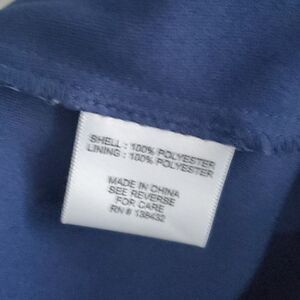 SHELL : 100% POLYESTER
LINING : 100% POLYESTER
MADE IN CHINA
SEE REVERSE
FOR CARE
RN # 138432